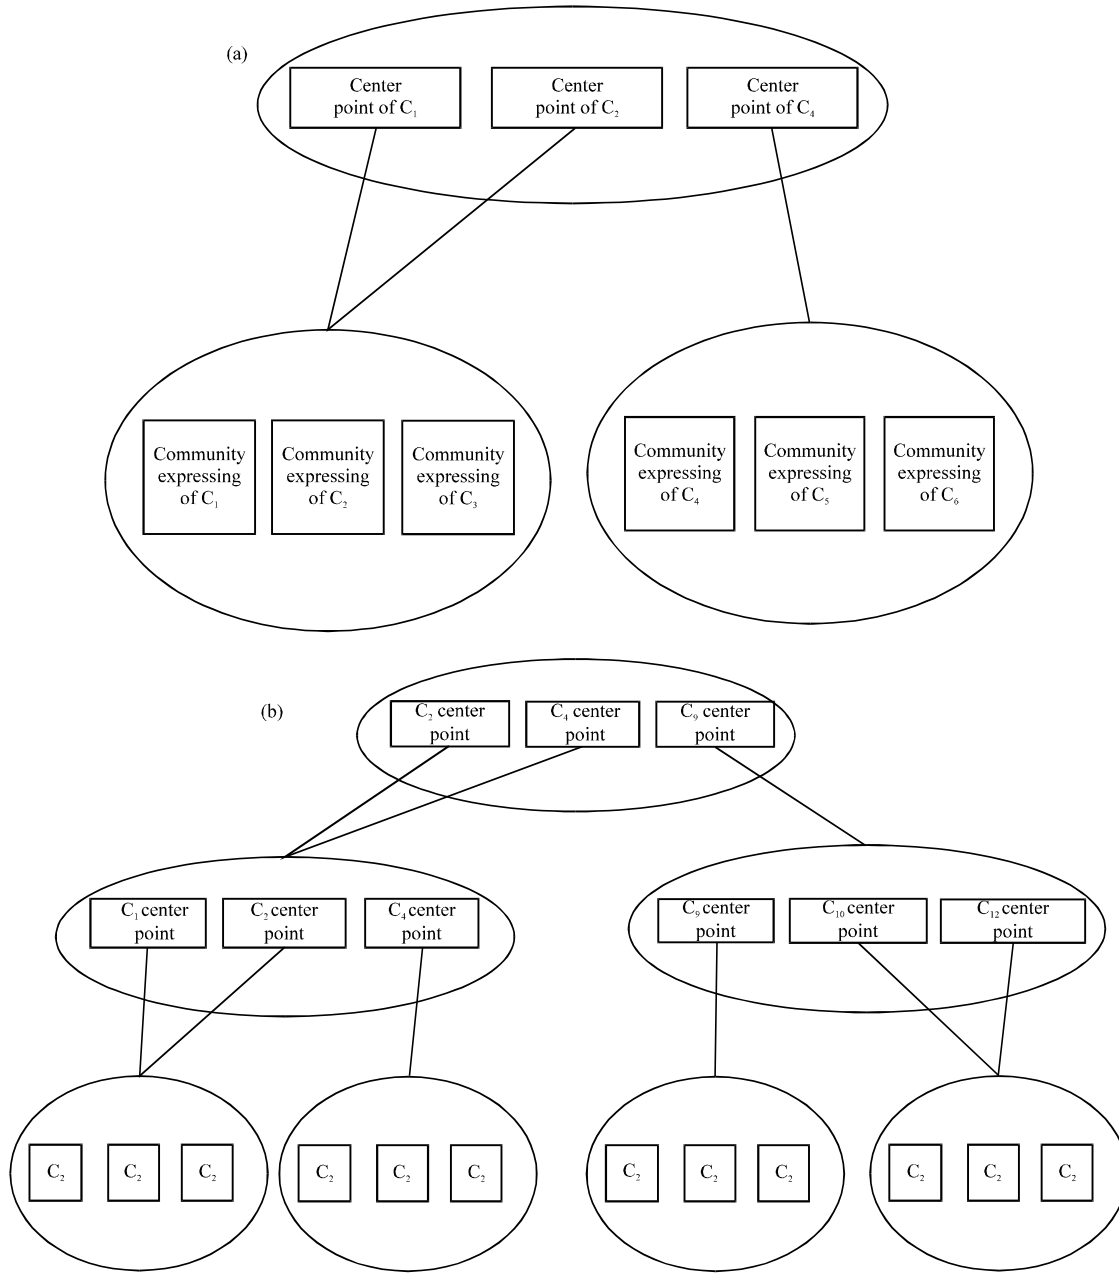 (a)
Center
point of C₁
Center
point of C₂
Center
point of C₄
Community
expressing
of C₁
Community
expressing
of C₂
Community
expressing
of C₃
Community
expressing
of C₄
Community
expressing
of C₅
Community
expressing
of C₆
(b)
C₂ center
point
C₄ center
point
C₉ center
point
C₁ center
point
C₂ center
point
C₄ center
point
C₉ center
point
C₁₀ center
point
C₁₂ center
point
C₂
C₂
C₂
C₂
C₂
C₂
C₂
C₂
C₂
C₂
C₂
C₂